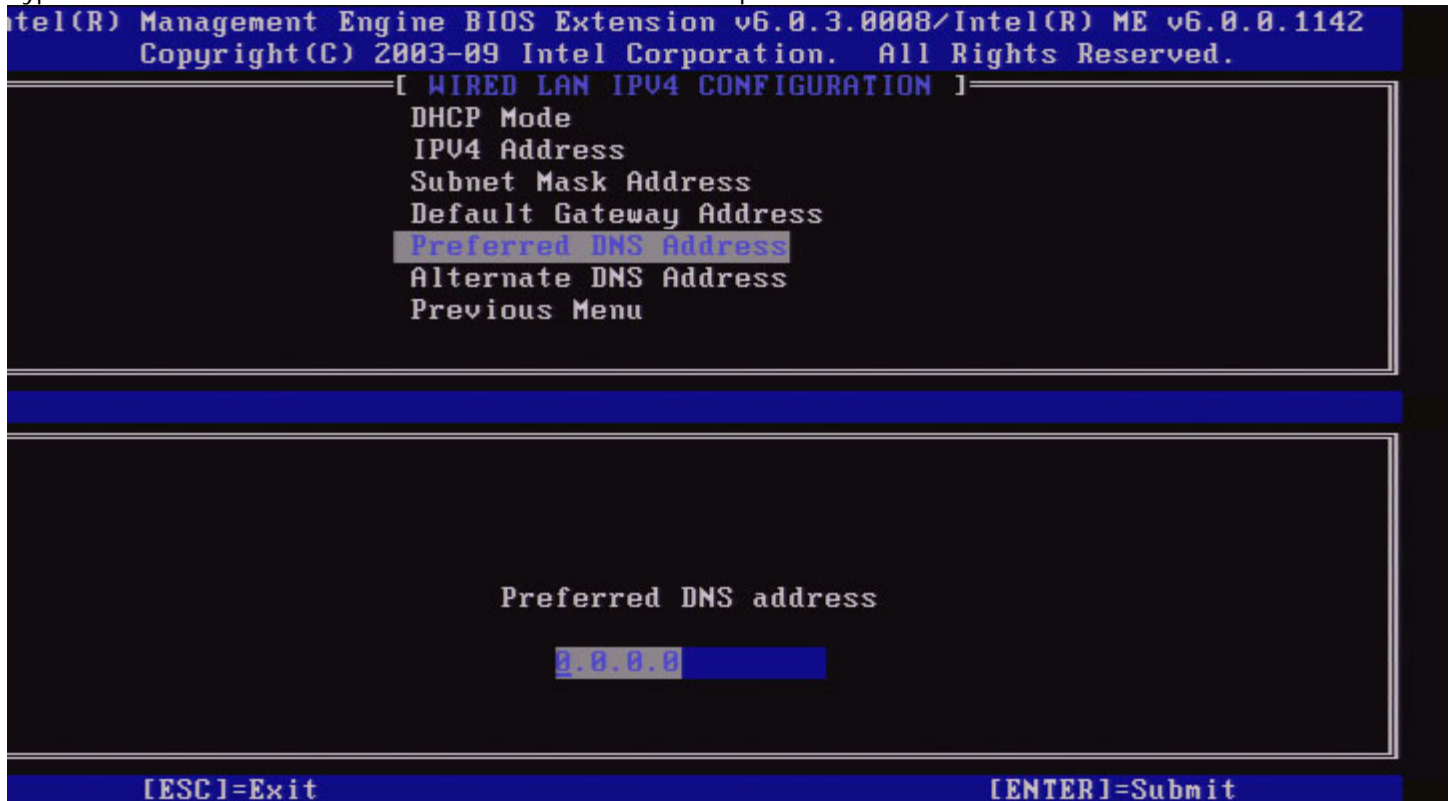 ntel(R) Management Engine BIOS Extension v6.0.3.0008/Intel(R) ME v6.0.0.1142
Copyright(C) 2003-09 Intel Corporation. All Rights Reserved.
[ WIRED LAN IPV4 CONFIGURATION ]
DHCP Mode
IPV4 Address
Subnet Mask Address
Default Gateway Address
Preferred DNS Address
Alternate DNS Address
Previous Menu
Preferred DNS address
0.0.0.0
[ESC]=Exit [ENTER]=Submit